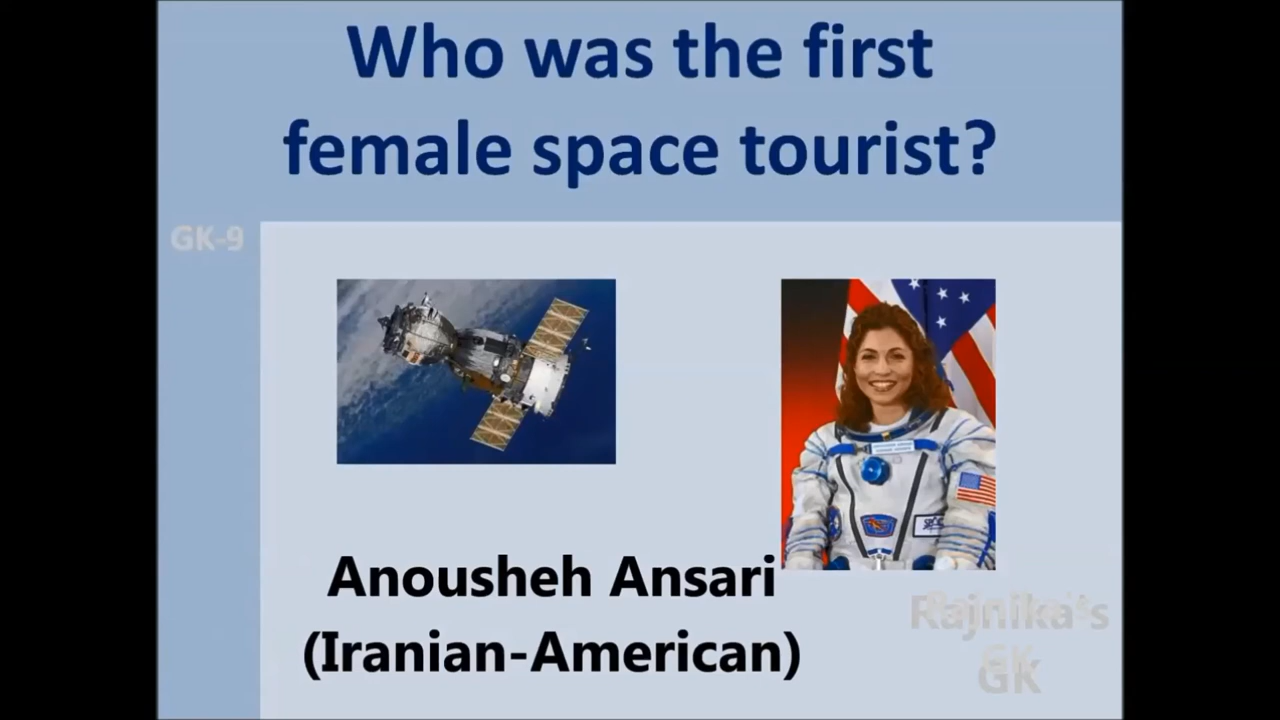 Who was the first
female space tourist?
GK-9
Anousheh Ansari
(Iranian-American)
Rajnika's
GK